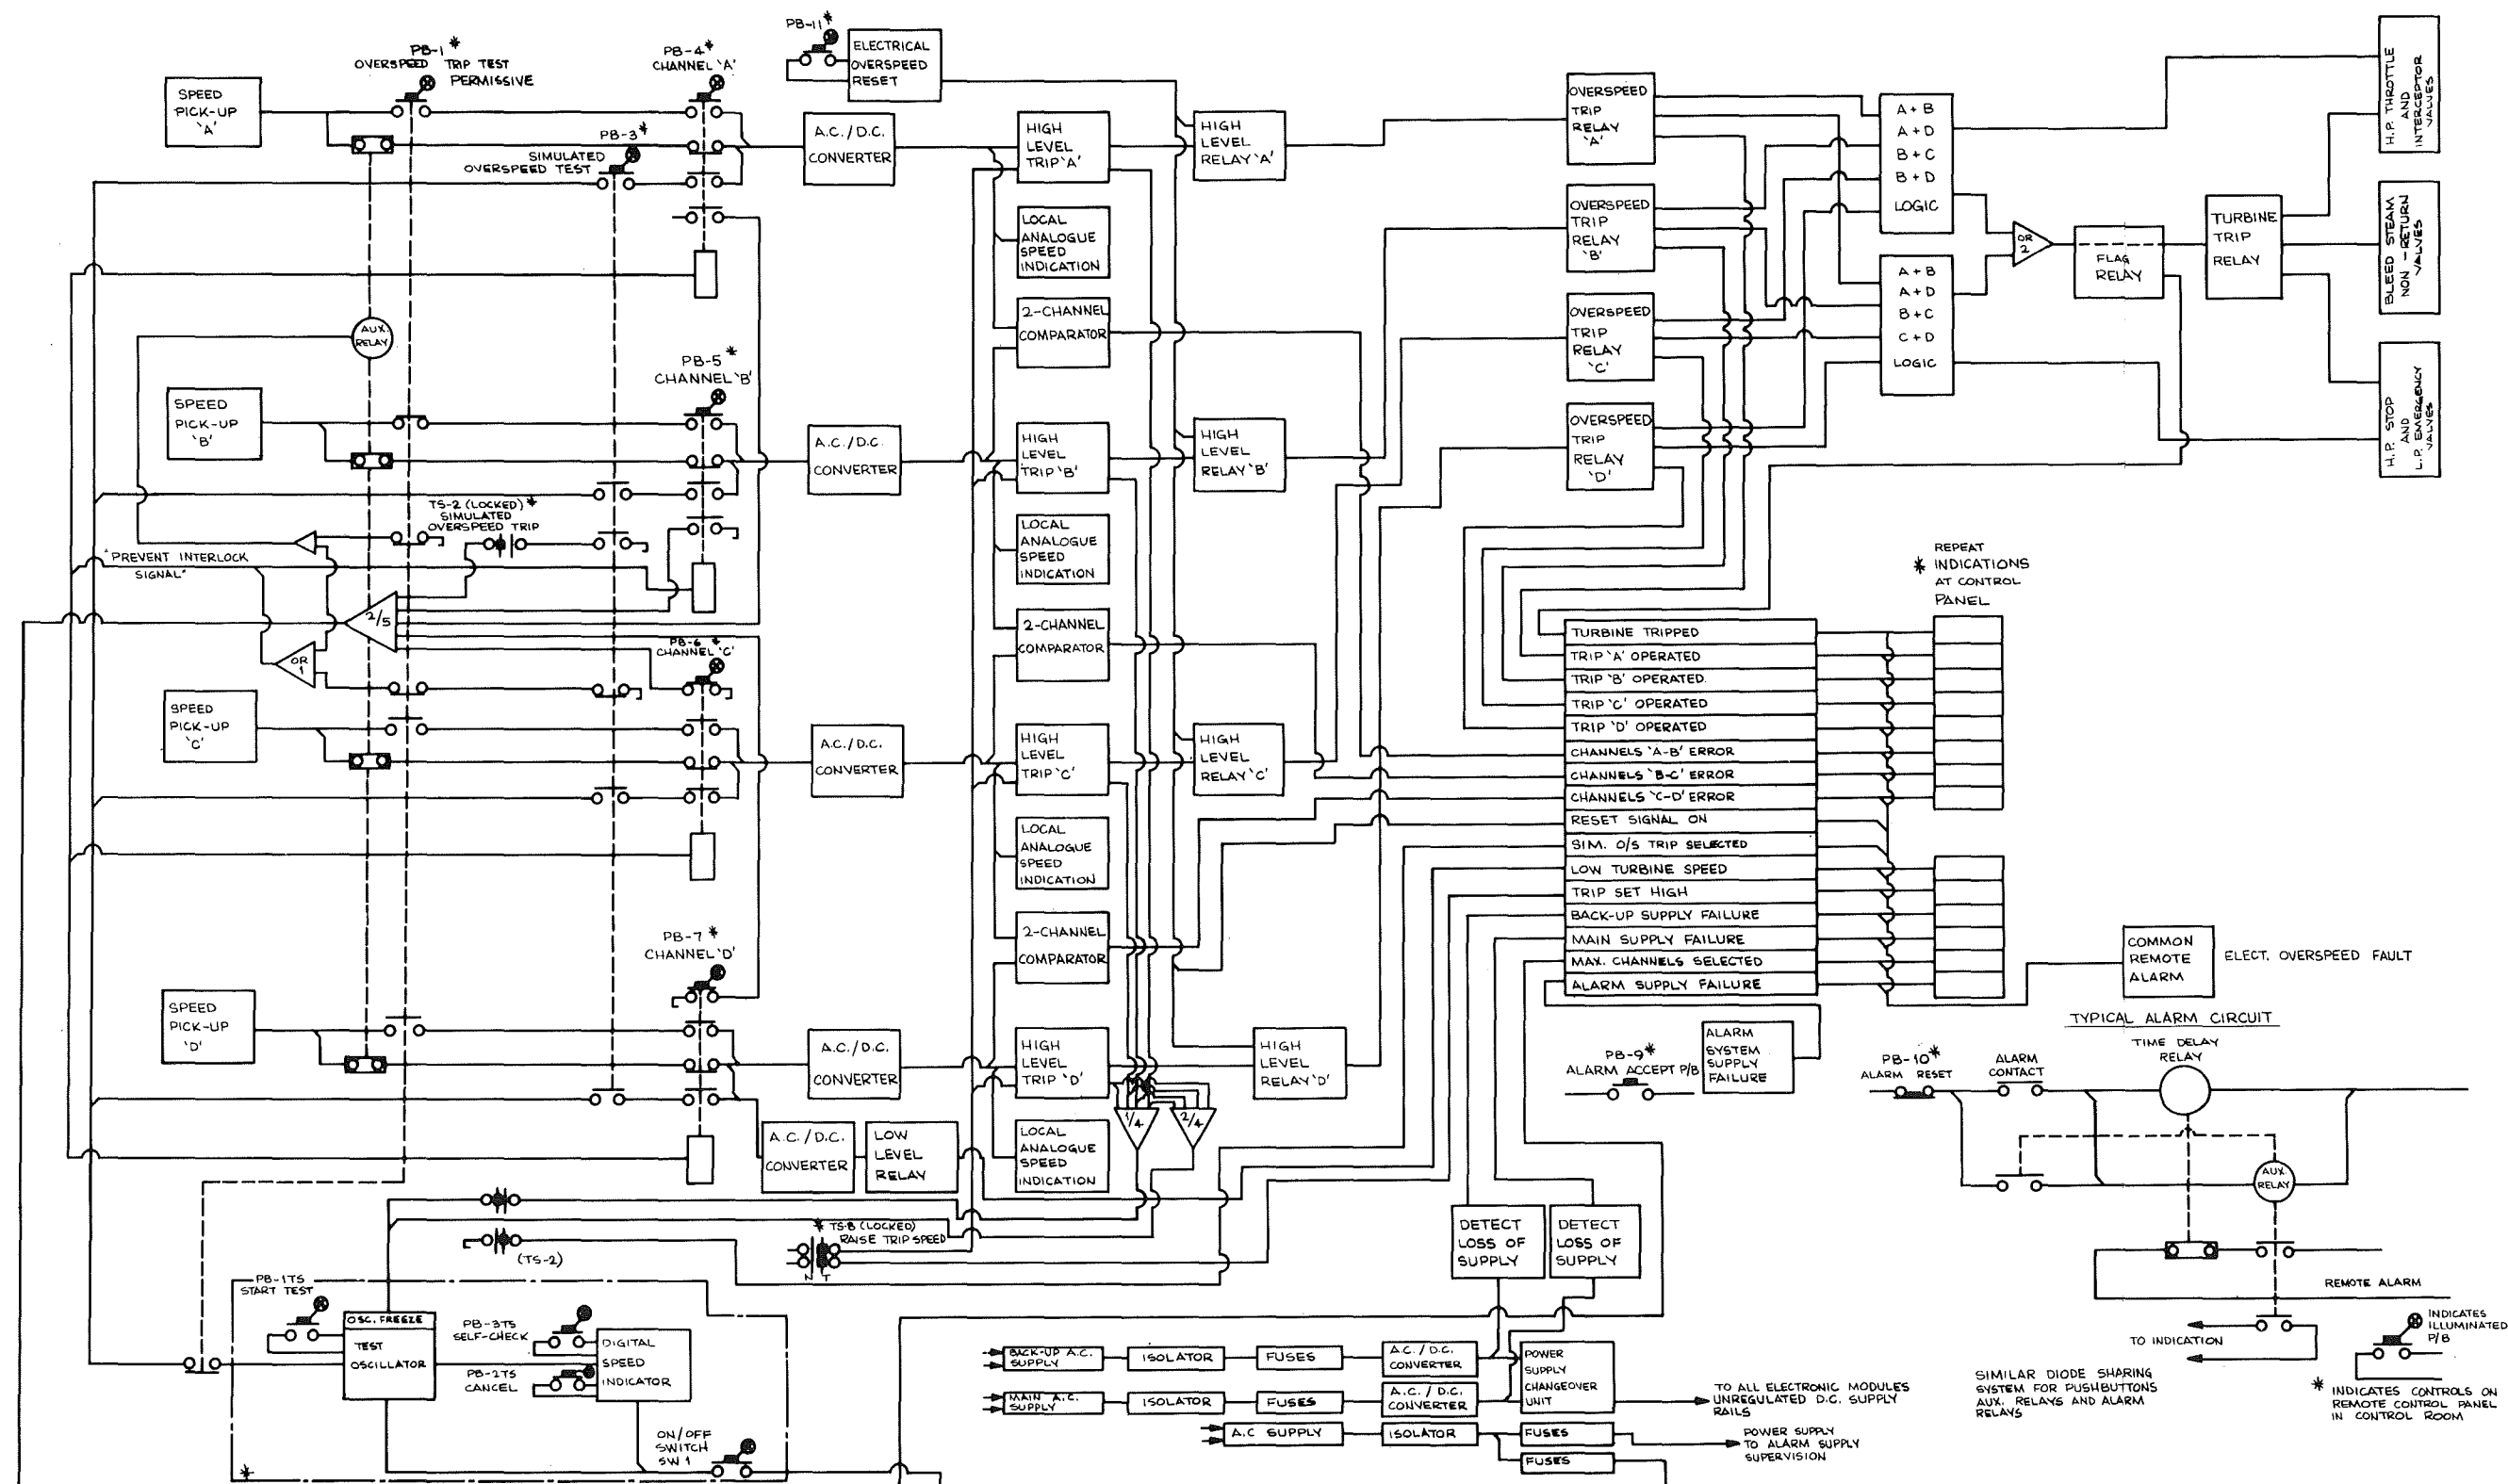 PB-1 *
OVERSPEED TRIP TEST
PERMISSIVE
PB-4 *
CHANNEL 'A'
PB-11 *
ELECTRICAL
OVERSPEED
RESET
SPEED
PICK-UP
'A'
PB-3 *
SIMULATED
OVERSPEED TEST
A.C./D.C.
CONVERTER
HIGH
LEVEL
TRIP 'A'
HIGH
LEVEL
RELAY 'A'
OVERSPEED
TRIP
RELAY
'A'
A + B
A + D
B + C
B + D
LOGIC
H.P. THROTTLE
AND
INTERCEPTOR
VALVES
LOCAL
ANALOGUE
SPEED
INDICATION
OVERSPEED
TRIP
RELAY
'B'
OR
2
FLAG
RELAY
TURBINE
TRIP
RELAY
BLEED STEAM
NON-RETURN
VALVES
AUX.
RELAY
2-CHANNEL
COMPARATOR
OVERSPEED
TRIP
RELAY
'C'
A + B
A + D
B + C
C + D
LOGIC
H.P. STOP
AND
L.P. EMERGENCY
VALVES
PB-5 *
CHANNEL 'B'
SPEED
PICK-UP
'B'
A.C./D.C.
CONVERTER
HIGH
LEVEL
TRIP 'B'
HIGH
LEVEL
RELAY 'B'
OVERSPEED
TRIP
RELAY
'D'
TS-2 (LOCKED) *
SIMULATED
OVERSPEED TRIP
"PREVENT INTERLOCK
SIGNAL"
LOCAL
ANALOGUE
SPEED
INDICATION
REPEAT
* INDICATIONS
AT CONTROL
PANEL
2/5
OR
1
PB-6 *
CHANNEL 'C'
2-CHANNEL
COMPARATOR
SPEED
PICK-UP
'C'
A.C./D.C.
CONVERTER
HIGH
LEVEL
TRIP 'C'
HIGH
LEVEL
RELAY 'C'
TURBINE TRIPPED
TRIP 'A' OPERATED
TRIP 'B' OPERATED.
TRIP 'C' OPERATED
TRIP 'D' OPERATED
CHANNELS 'A-B' ERROR
CHANNELS 'B-C' ERROR
CHANNELS 'C-D' ERROR
RESET SIGNAL ON
SIM. O/S TRIP SELECTED
LOW TURBINE SPEED
TRIP SET HIGH
BACK-UP SUPPLY FAILURE
MAIN SUPPLY FAILURE
MAX. CHANNELS SELECTED
ALARM SUPPLY FAILURE
LOCAL
ANALOGUE
SPEED
INDICATION
PB-7 *
CHANNEL 'D'
2-CHANNEL
COMPARATOR
COMMON
REMOTE
ALARM
ELECT. OVERSPEED FAULT
SPEED
PICK-UP
'D'
A.C./D.C.
CONVERTER
HIGH
LEVEL
TRIP 'D'
HIGH
LEVEL
RELAY 'D'
1/4
2/4
PB-9 *
ALARM ACCEPT P/B
ALARM
SYSTEM
SUPPLY
FAILURE
TYPICAL ALARM CIRCUIT
TIME DELAY
RELAY
PB-10 *
ALARM RESET
ALARM
CONTACT
AUX.
RELAY
A.C./D.C.
CONVERTER
LOW
LEVEL
RELAY
LOCAL
ANALOGUE
SPEED
INDICATION
(TS-2)
* TS-8 (LOCKED)
RAISE TRIP SPEED
N T
DETECT
LOSS OF
SUPPLY
DETECT
LOSS OF
SUPPLY
REMOTE ALARM
TO INDICATION
INDICATES
ILLUMINATED
P/B
PB-1TS
START TEST
OSC. FREEZE
TEST
OSCILLATOR
PB-3TS
SELF-CHECK
PB-2TS
CANCEL
DIGITAL
SPEED
INDICATOR
ON/OFF
SWITCH
SW 1
*
BACK-UP A.C.
SUPPLY
ISOLATOR
FUSES
A.C./D.C.
CONVERTER
MAIN A.C.
SUPPLY
ISOLATOR
FUSES
A.C./D.C.
CONVERTER
POWER
SUPPLY
CHANGEOVER
UNIT
A.C SUPPLY
ISOLATOR
FUSES
FUSES
TO ALL ELECTRONIC MODULES
UNREGULATED D.C. SUPPLY
RAILS
POWER SUPPLY
TO ALARM SUPPLY
SUPERVISION
SIMILAR DIODE SHARING
SYSTEM FOR PUSHBUTTONS
AUX. RELAYS AND ALARM
RELAYS
* INDICATES CONTROLS ON
REMOTE CONTROL PANEL
IN CONTROL ROOM